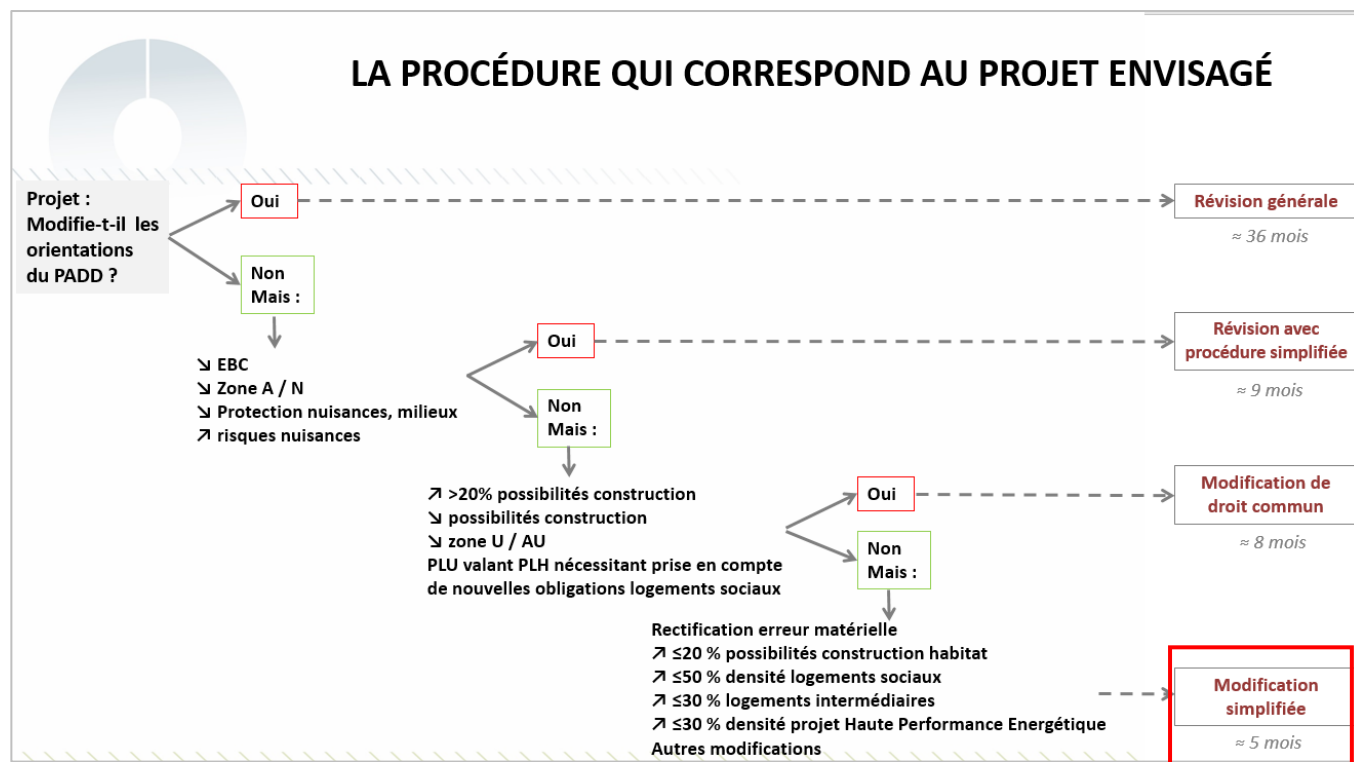 LA PROCÉDURE QUI CORRESPOND AU PROJET ENVISAGÉ
Projet :
Modifie-t-il les
orientations
du PADD ?
Oui
Révision générale
≈ 36 mois
Non
Mais :
↘ EBC
↘ Zone A / N
↘ Protection nuisances, milieux
↗ risques nuisances
Oui
Révision avec
procédure simplifiée
≈ 9 mois
Non
Mais :
↗ >20% possibilités construction
↘ possibilités construction
↘ zone U / AU
PLU valant PLH nécessitant prise en compte
de nouvelles obligations logements sociaux
Oui
Modification de
droit commun
≈ 8 mois
Non
Mais :
Rectification erreur matérielle
↗ ≤20 % possibilités construction habitat
↗ ≤50 % densité logements sociaux
↗ ≤30 % logements intermédiaires
↗ ≤30 % densité projet Haute Performance Energétique
Autres modifications
Modification
simplifiée
≈ 5 mois